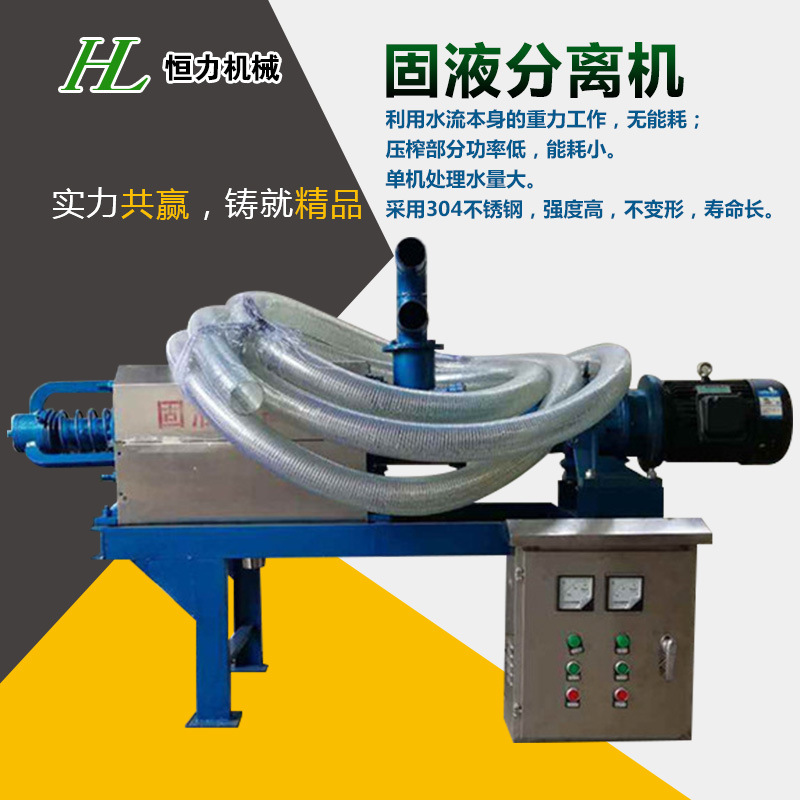 HL 恒力机械
固液分离机
利用水流本身的重力工作，无能耗；
压榨部分功率低，能耗小。
单机处理水量大。
采用304不锈钢，强度高，不变形，寿命长。
实力共赢，铸就精品
固液